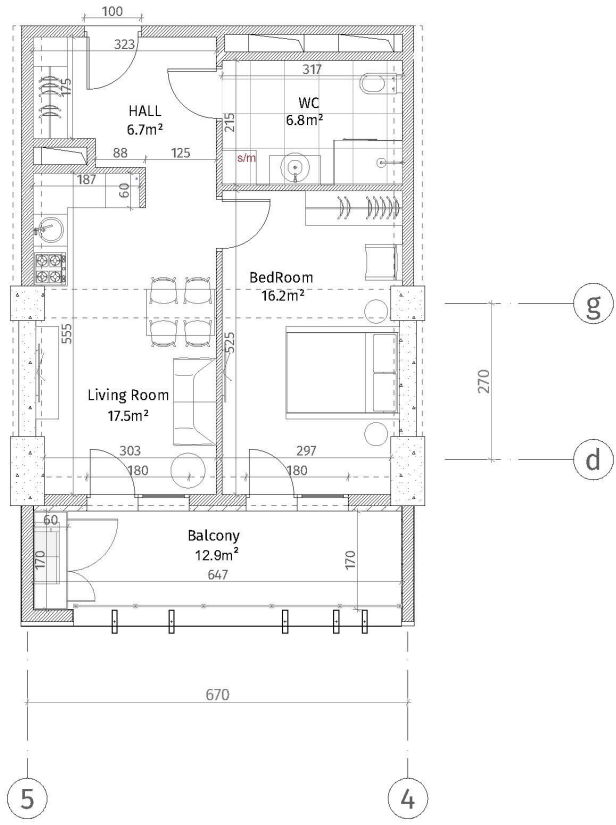 100
323
317
175
HALL
6.7m²
WC
6.8m²
215
88
125
s/m
187
60
BedRoom
16.2m²
g
555
525
270
Living Room
17.5m²
303
297
d
180
180
60
Balcony
12.9m²
170
170
647
670
5
4